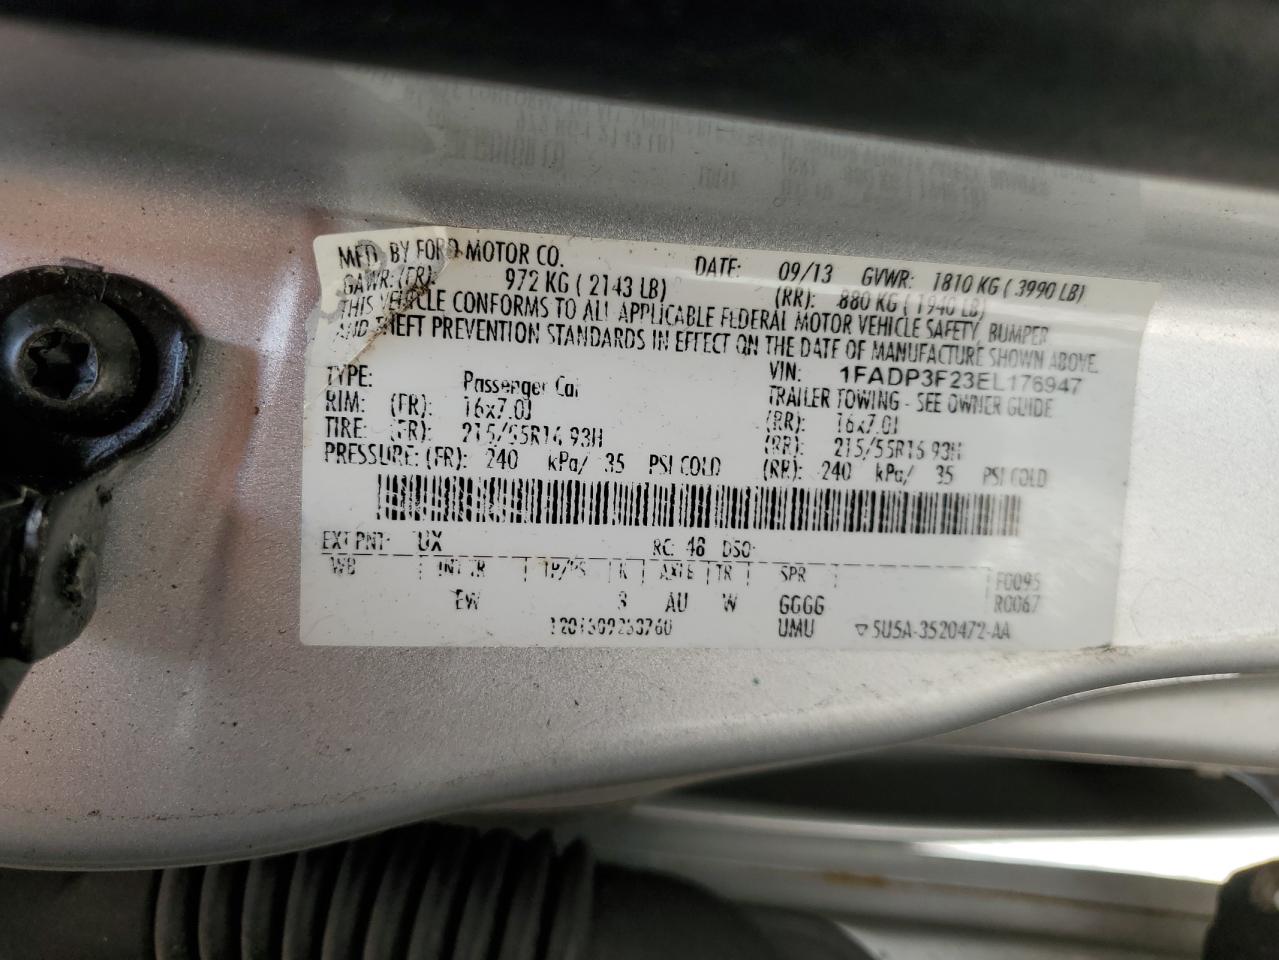 MFD. BY FORD MOTOR CO. DATE: 09/13 GVWR: 1810 KG ( 3990 LB)
GAWR: (FR): 972 KG ( 2143 LB) (RR): 880 KG ( 1940 LB)
THIS VEHICLE CONFORMS TO ALL APPLICABLE FEDERAL MOTOR VEHICLE SAFETY, BUMPER
AND THEFT PREVENTION STANDARDS IN EFFECT ON THE DATE OF MANUFACTURE SHOWN ABOVE.
VIN: 1FADP3F23EL176947
TYPE: Passenger Car TRAILER TOWING - SEE OWNER GUIDE
RIM: (FR): 16x7.0J (RR): 16x7.0J
TIRE: (FR): 215/55R16 93H (RR): 215/55R16 93H
PRESSURE: (FR): 240 kPa/ 35 PSI COLD (RR): 240 kPa/ 35 PSI COLD
EXT PNT: UX RC: 48 DSO:
WB INT TR TP/PS R AXLE TR SPR F0095
EW AU W GGGG R0067
UMU ▽5U5A-3520472-AA